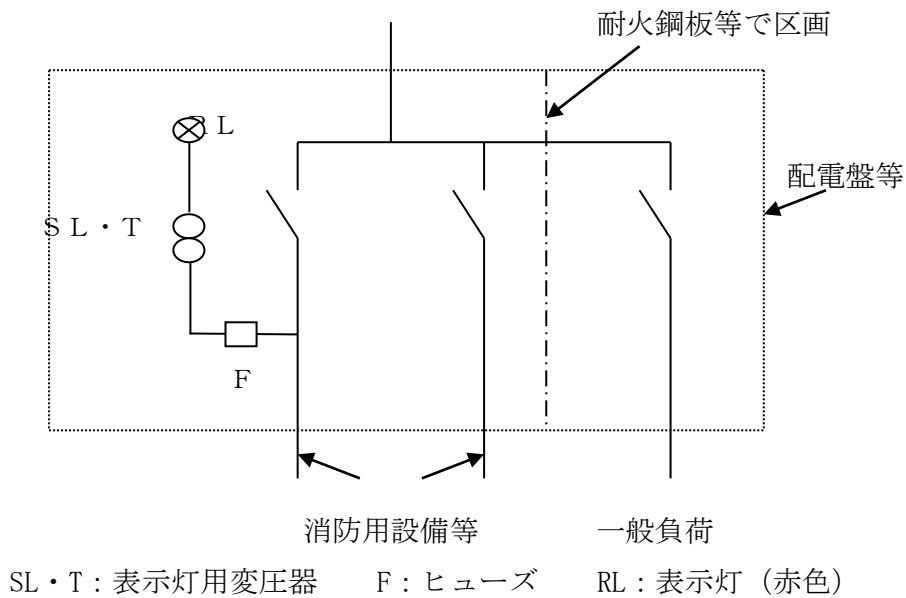 耐火鋼板等で区画
RL
配電盤等
SL・T
F
消防用設備等 一般負荷
SL・T：表示灯用変圧器 F：ヒューズ RL：表示灯（赤色）